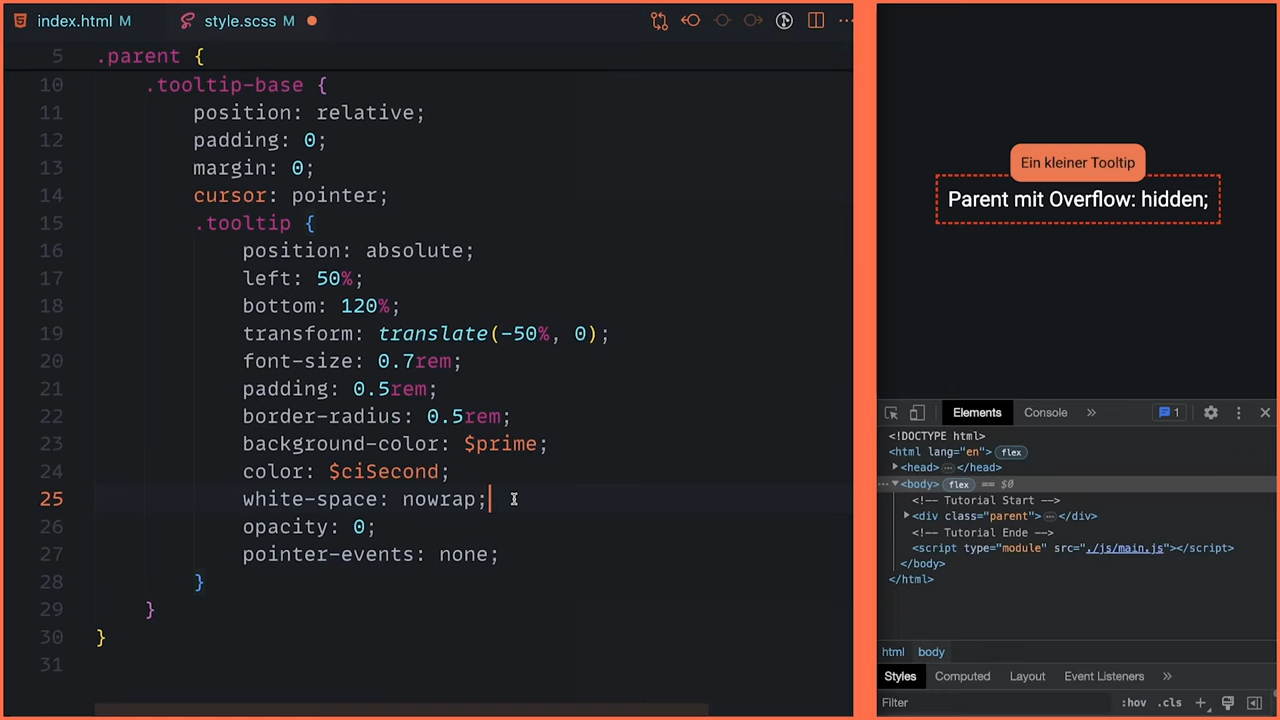 index.html M
style.scss M
5 .parent {
10 .tooltip-base {
11 position: relative;
12 padding: 0;
13 margin: 0;
14 cursor: pointer;
15 .tooltip {
16 position: absolute;
17 left: 50%;
18 bottom: 120%;
19 transform: translate(-50%, 0);
20 font-size: 0.7rem;
21 padding: 0.5rem;
22 border-radius: 0.5rem;
23 background-color: $prime;
24 color: $ciSecond;
25 white-space: nowrap;
26 opacity: 0;
27 pointer-events: none;
28 }
29 }
30 }
31
Ein kleiner Tooltip
Parent mit Overflow: hidden;
Elements Console » 1
<!DOCTYPE html>
<html lang="en"> flex
<head> … </head>
… <body> flex == $0
<!-- Tutorial Start -->
<div class="parent"> … </div>
<!-- Tutorial Ende -->
<script type="module" src="./js/main.js"></script>
</body>
</html>
html body
Styles Computed Layout Event Listeners »
Filter :hov .cls +